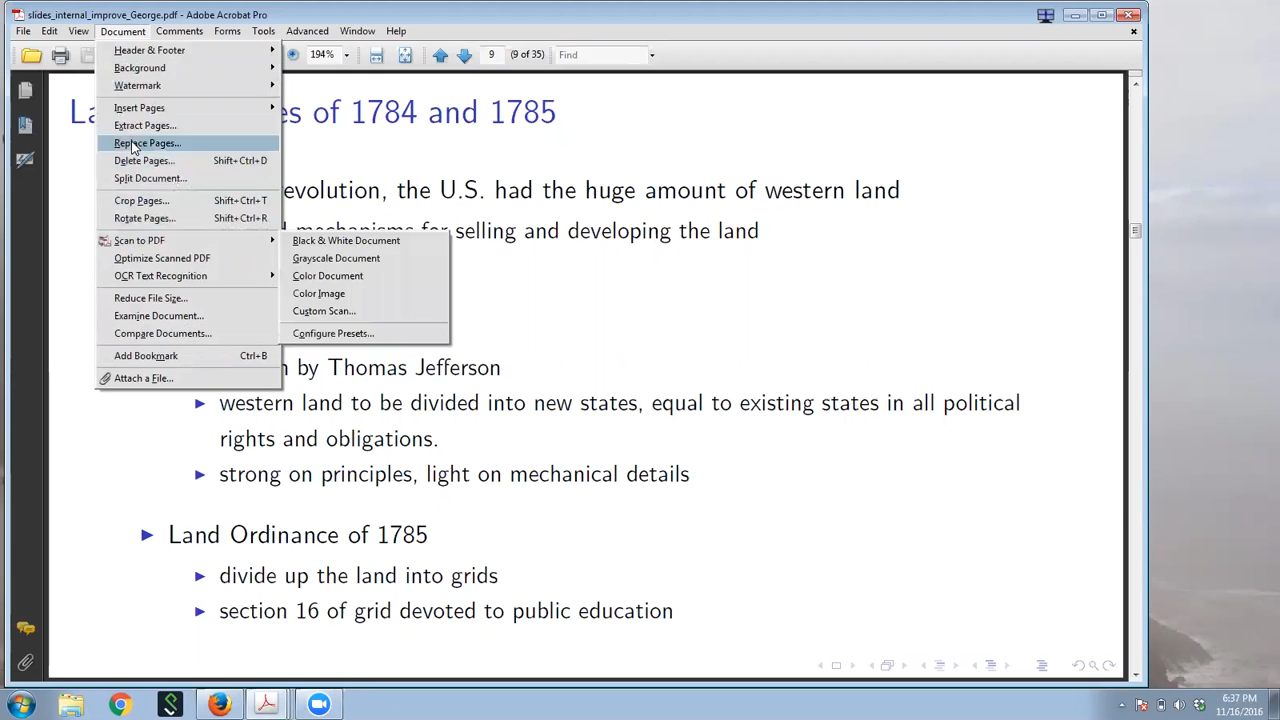 slides_internal_improve_George.pdf - Adobe Acrobat Pro
File Edit View Document Comments Forms Tools Advanced Window Help
194% 9 (9 of 35) Find
Header & Footer
Background
Watermark
Insert Pages
Extract Pages...
Replace Pages...
Delete Pages... Shift+Ctrl+D
Split Document...
Crop Pages... Shift+Ctrl+T
Rotate Pages... Shift+Ctrl+R
Scan to PDF
Optimize Scanned PDF
OCR Text Recognition
Reduce File Size...
Examine Document...
Compare Documents...
Add Bookmark Ctrl+B
Attach a File...
Black & White Document
Grayscale Document
Color Document
Color Image
Custom Scan...
Configure Presets...
es of 1784 and 1785
evolution, the U.S. had the huge amount of western land
mechanisms for selling and developing the land
by Thomas Jefferson
western land to be divided into new states, equal to existing states in all political
rights and obligations.
strong on principles, light on mechanical details
Land Ordinance of 1785
divide up the land into grids
section 16 of grid devoted to public education
6:37 PM
11/16/2016